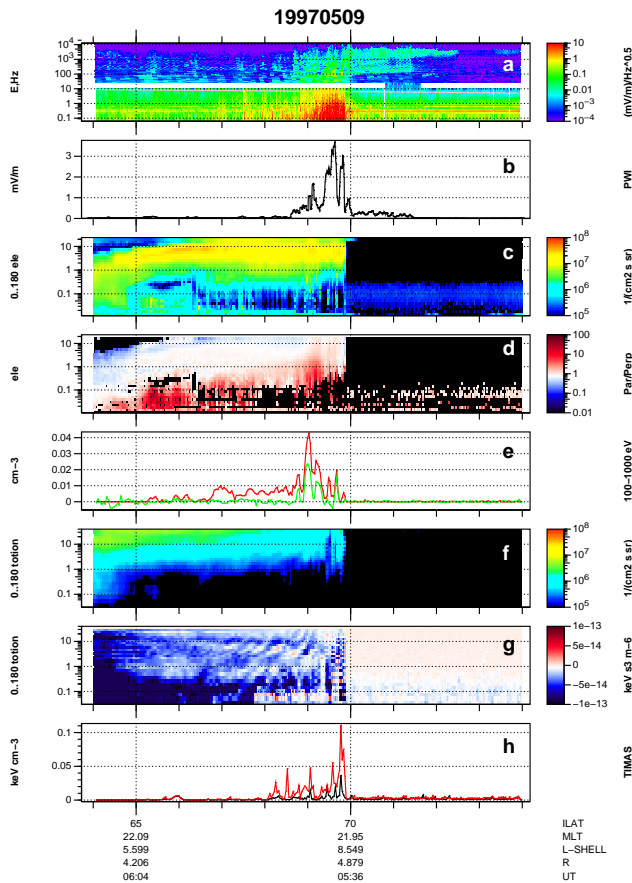 19970509
E,Hz
10^4
10^3
100
10
1
0.1
a
10
1
0.1
10^-2
10^-3
10^-4
(mV/m)/Hz^0.5
mV/m
3
2
1
0
b
PWI
0..180 ele
10
1
0.1
c
10^8
10^7
10^6
10^5
1/(cm2 s sr)
ele
10
1
0.1
d
100
10
1
0.1
0.01
Par/Perp
cm-3
0.04
0.03
0.02
0.01
0
e
100-10000 eV
0..180 totion
10
1
0.1
f
10^8
10^7
10^6
10^5
1/(cm2 s sr)
0..180 totion
10
1
0.1
g
1e-13
5e-14
0
-5e-14
-1e-13
keV s3 m-6
keV cm-3
0.1
0.05
0
h
TIMAS
65 70 ILAT
22.09 21.95 MLT
5.599 8.549 L-SHELL
4.206 4.879 R
06:04 05:36 UT